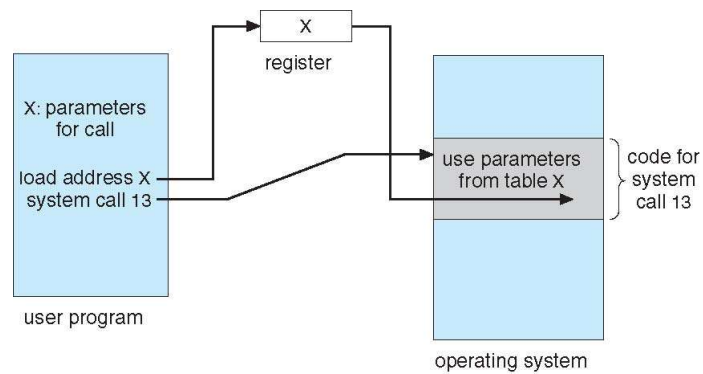 X
register
X: parameters
for call
load address X
system call 13
use parameters
from table X
code for
system
call 13
user program
operating system